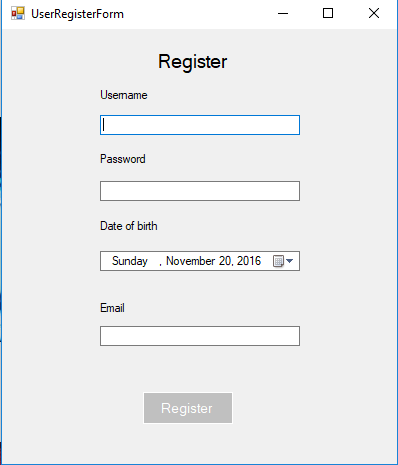 UserRegisterForm
Register
Username
Password
Date of birth
Sunday , November 20, 2016
Email
Register